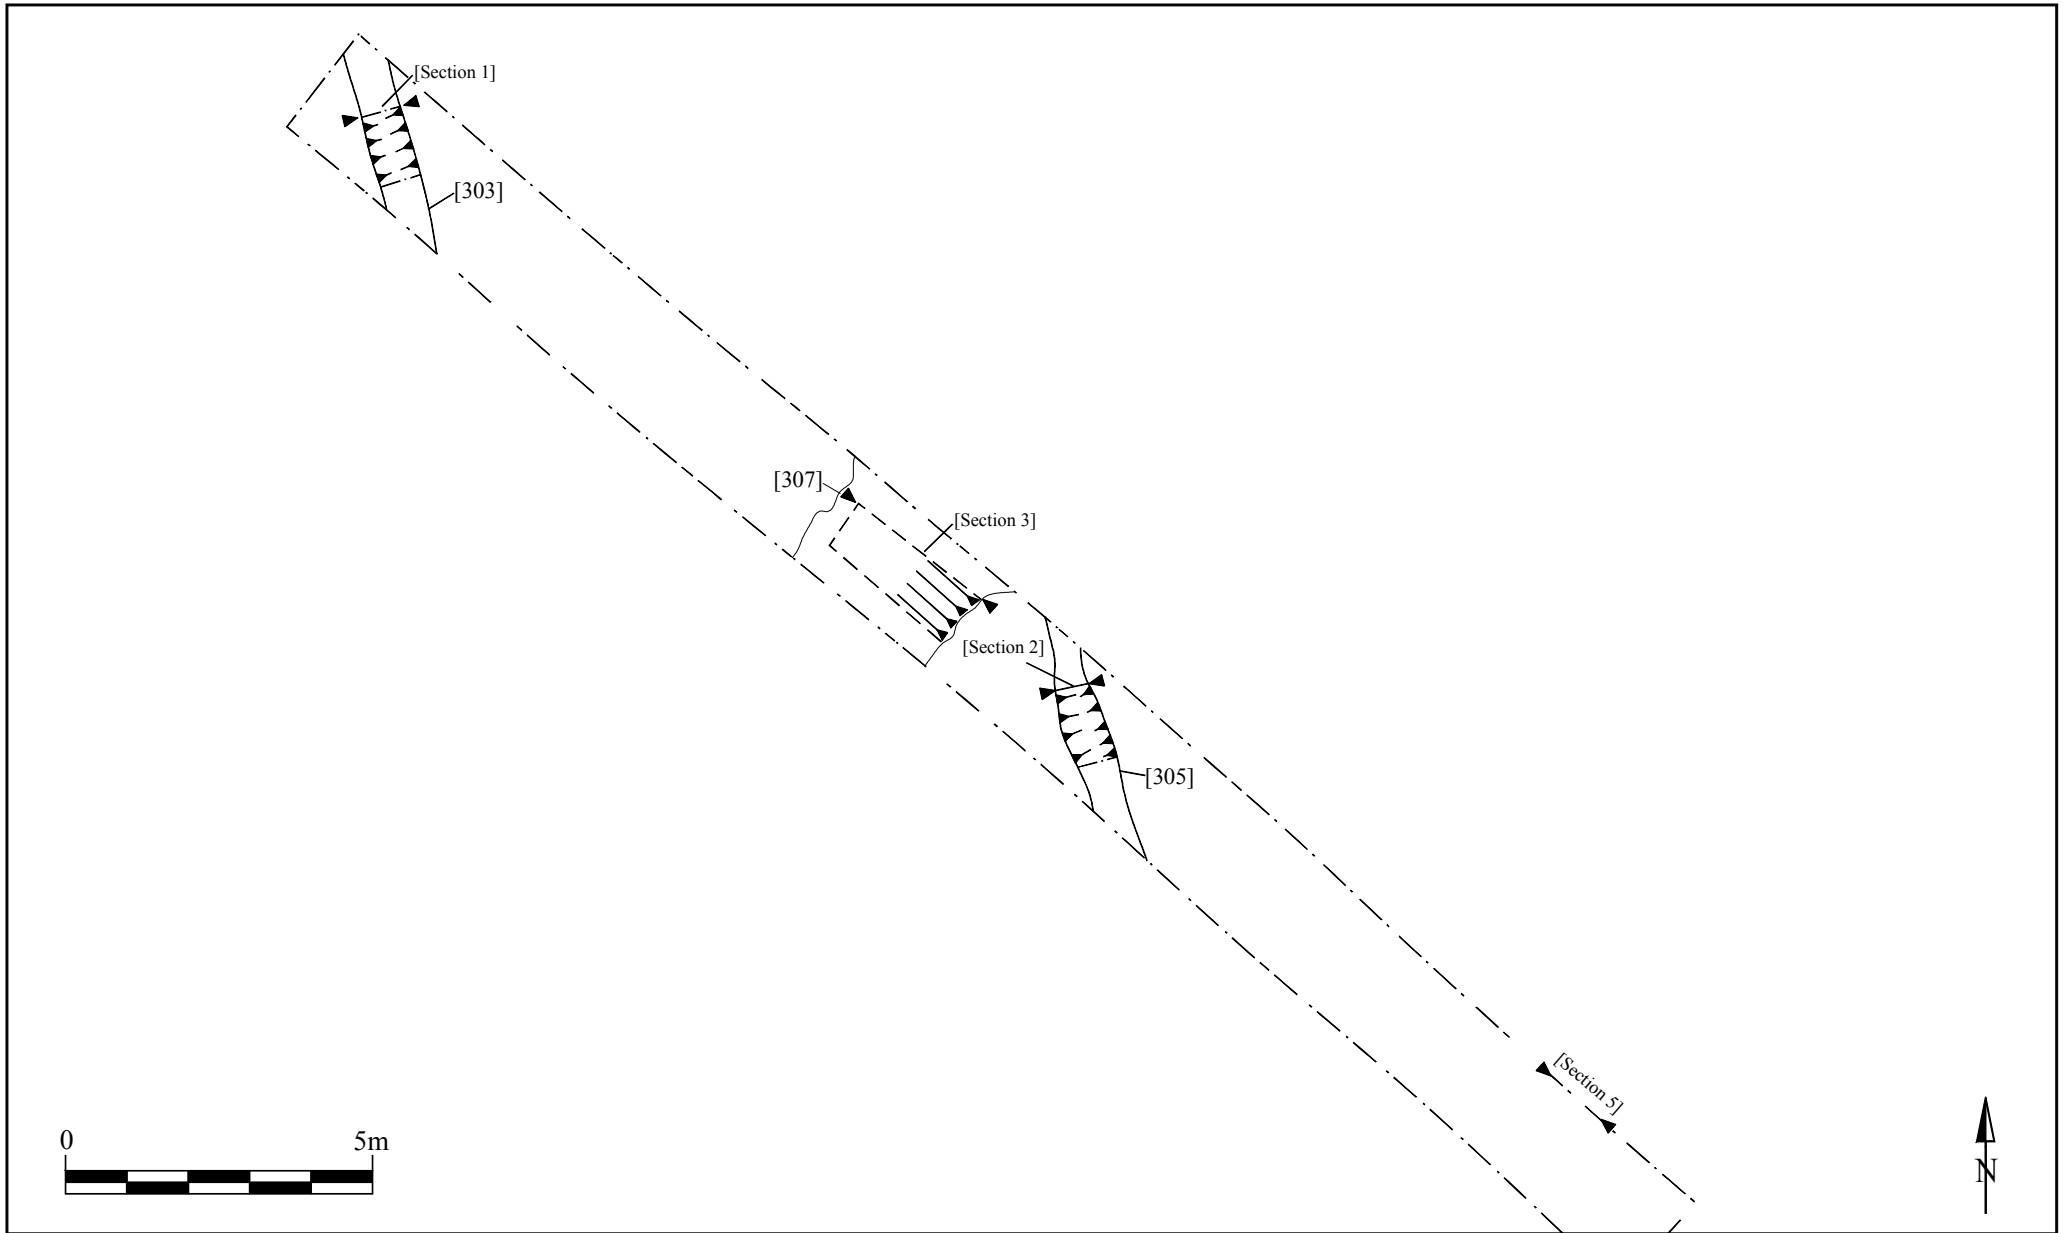 [Section 1]
[303]
[307]
[Section 3]
[Section 2]
[305]
[Section 5]
0 5m
N